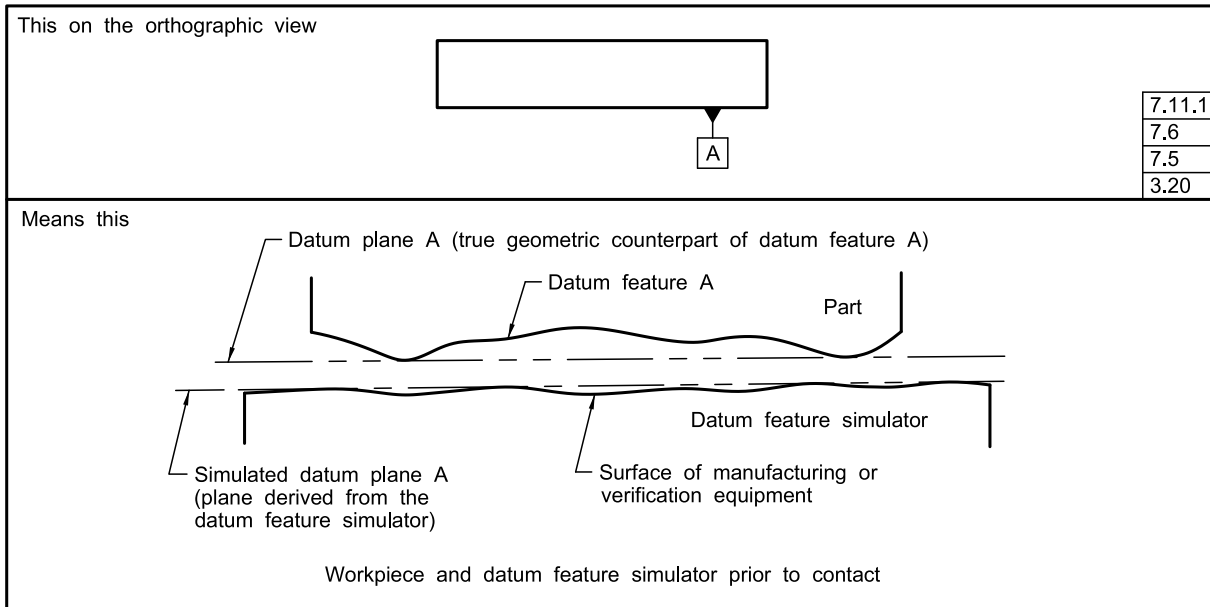 This on the orthographic view
A
7.11.1
7.6
7.5
3.20
Means this
Datum plane A (true geometric counterpart of datum feature A)
Datum feature A
Part
Datum feature simulator
Simulated datum plane A
(plane derived from the
datum feature simulator)
Surface of manufacturing or
verification equipment
Workpiece and datum feature simulator prior to contact